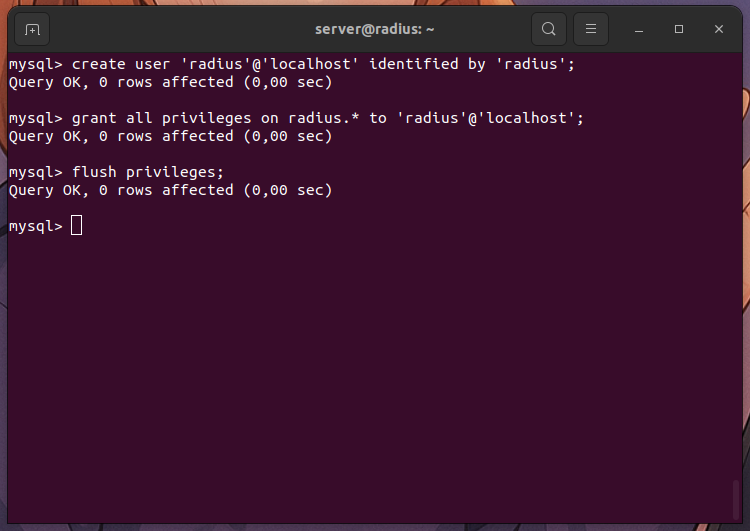 server@radius: ~
mysql> create user 'radius'@'localhost' identified by 'radius';
Query OK, 0 rows affected (0,00 sec)
mysql> grant all privileges on radius.* to 'radius'@'localhost';
Query OK, 0 rows affected (0,00 sec)
mysql> flush privileges;
Query OK, 0 rows affected (0,00 sec)
mysql>